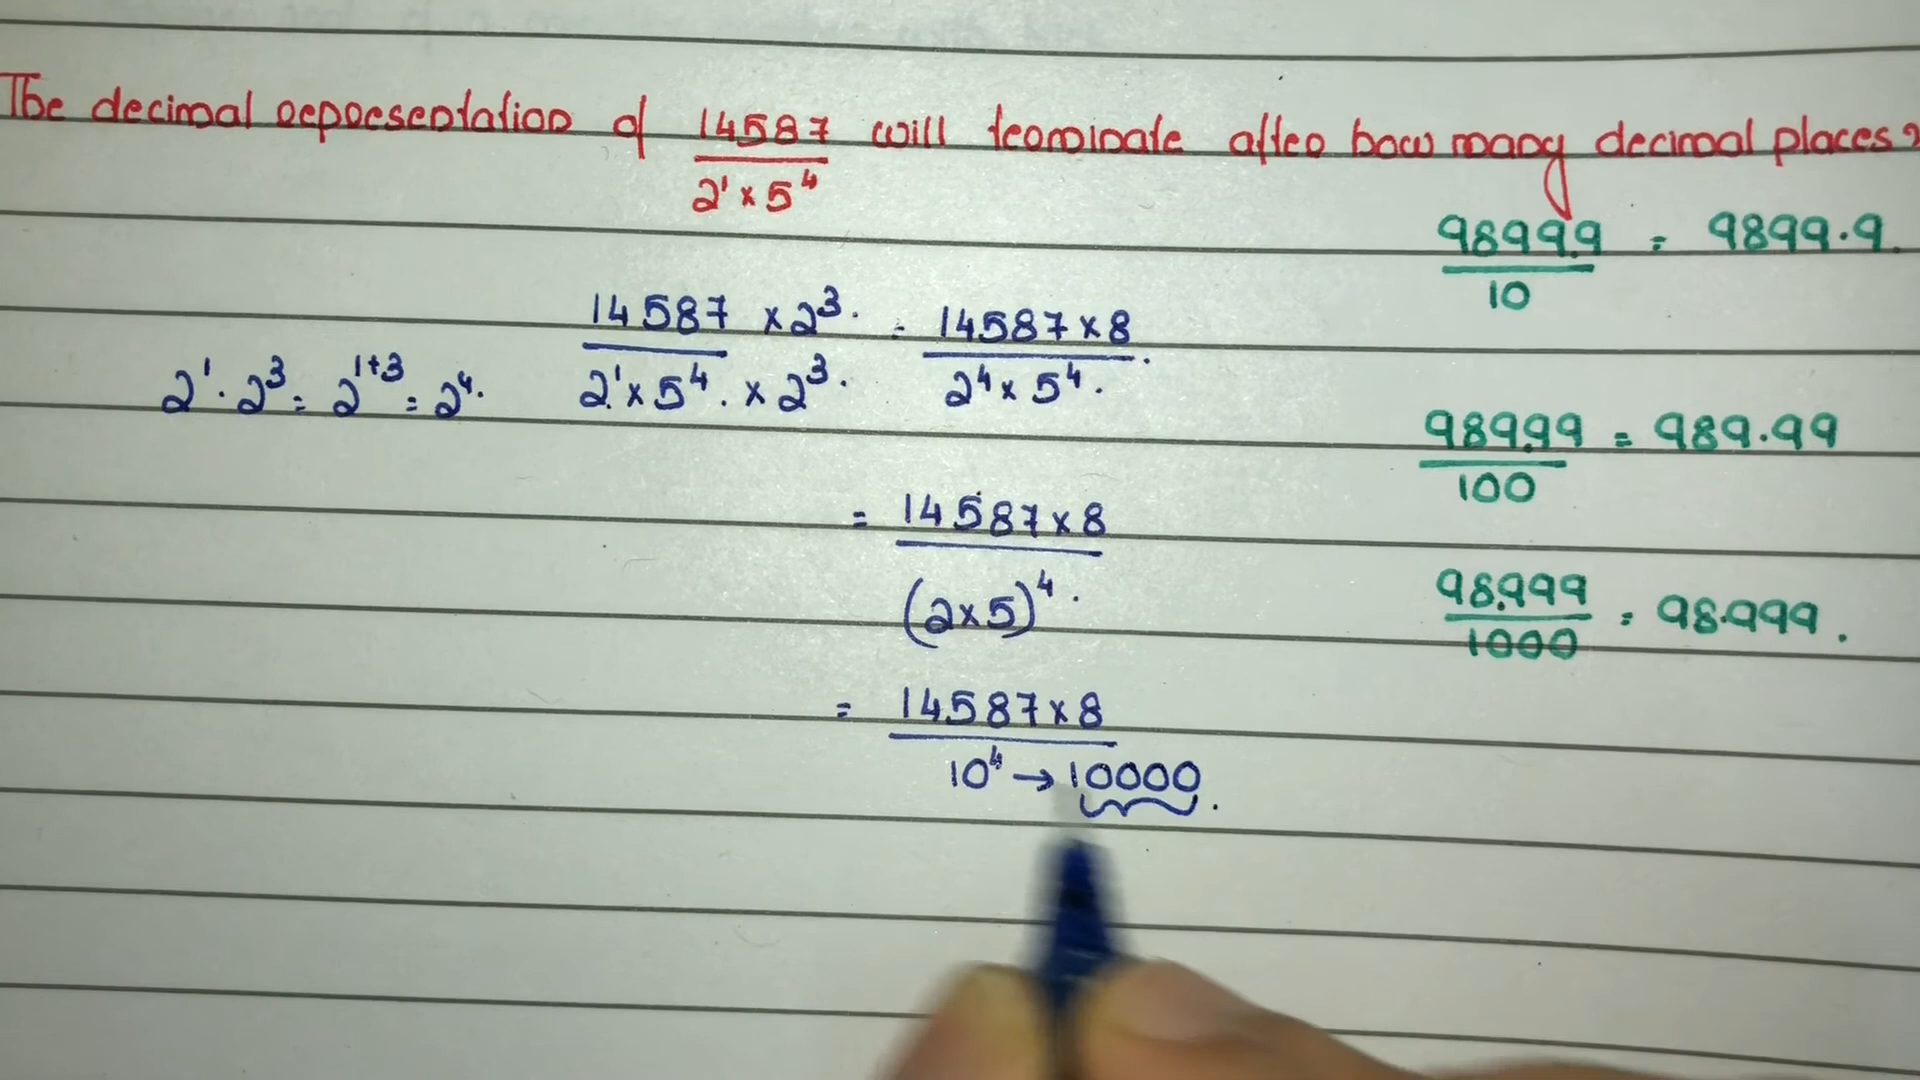 The decimal representation of 14587 / 2¹ × 5⁴ will terminate after how many decimal places?
98999 / 10 = 9899.9
14587 × 2³ / 2¹ × 5⁴ × 2³ = 14587 × 8 / 2⁴ × 5⁴
2¹ · 2³ = 2¹⁺³ = 2⁴
98999 / 100 = 989.99
= 14587 × 8 / (2 × 5)⁴
98.999 / 1000 = 98.999
= 14587 × 8 / 10⁴ → 10000